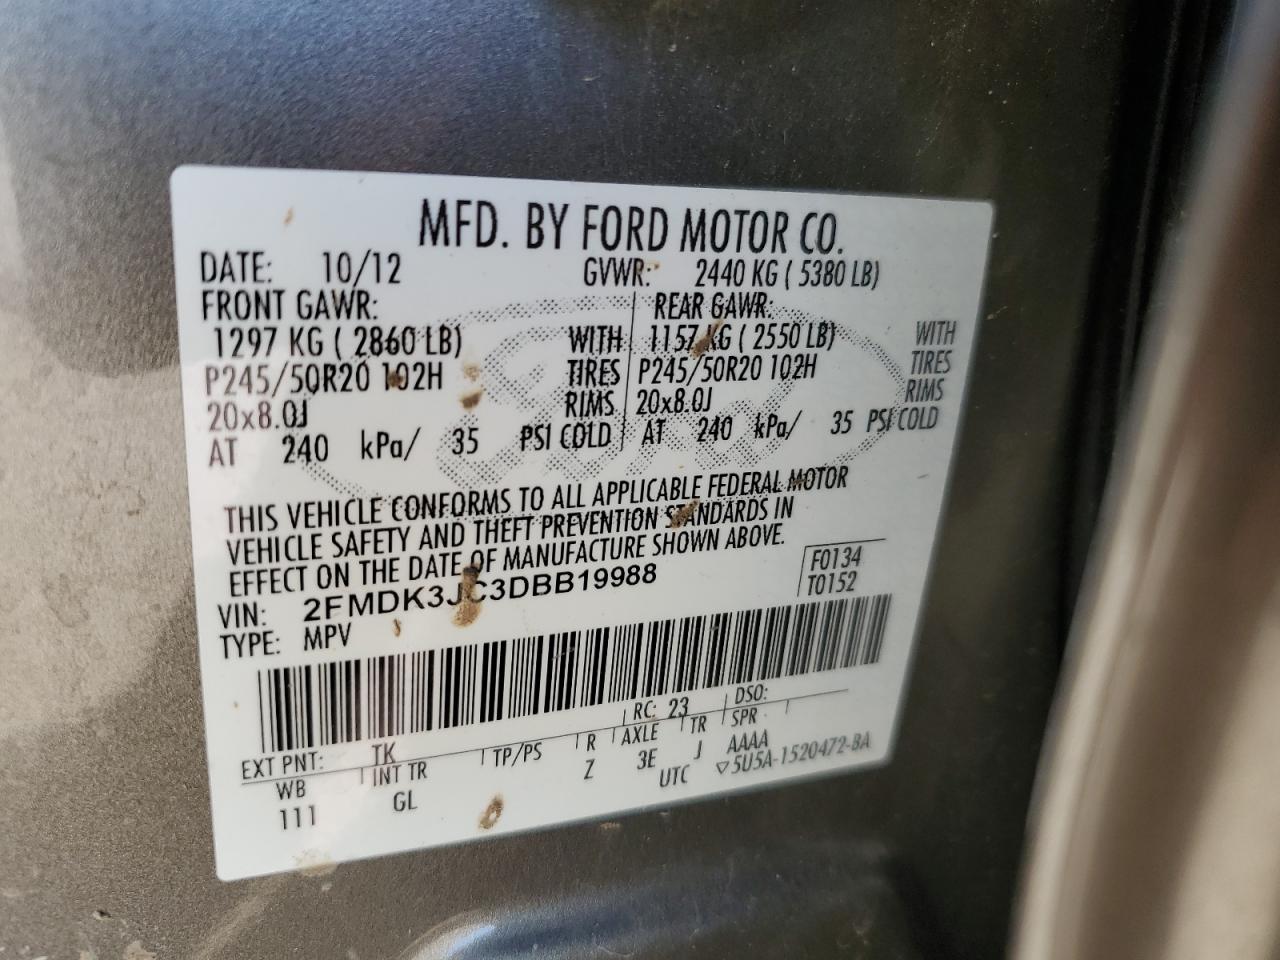 MFD. BY FORD MOTOR CO.
DATE: 10/12 GVWR: 2440 KG ( 5380 LB)
FRONT GAWR: REAR GAWR:
1297 KG ( 2860 LB) WITH 1157 KG ( 2550 LB) WITH
P245/50R20 102H TIRES P245/50R20 102H TIRES
20x8.0J RIMS 20x8.0J RIMS
AT 240 kPa/ 35 PSI COLD AT 240 kPa/ 35 PSI COLD
THIS VEHICLE CONFORMS TO ALL APPLICABLE FEDERAL MOTOR
VEHICLE SAFETY AND THEFT PREVENTION STANDARDS IN
EFFECT ON THE DATE OF MANUFACTURE SHOWN ABOVE.
F0134
T0152
VIN: 2FMDK3JC3DBB19988
TYPE: MPV
EXT PNT: TK RC: 23 DSO:
WB INT TR TP/PS R AXLE TR SPR
111 GL Z 3E J AAAA
UTC ▽5U5A-1520472-BA